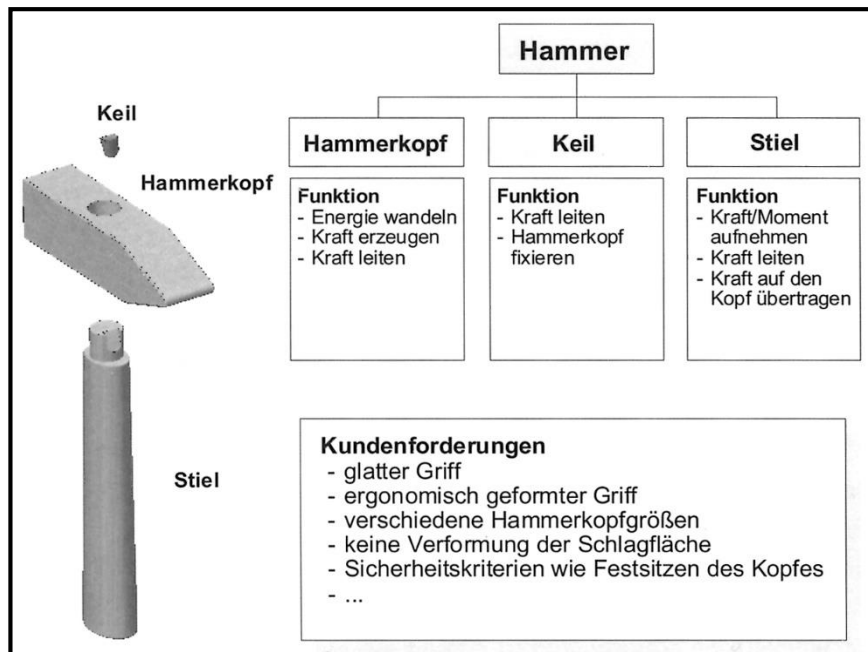 Hammer
Keil
Hammerkopf
Stiel
Hammerkopf
Keil
Stiel
Funktion
- Energie wandeln
- Kraft erzeugen
- Kraft leiten
Funktion
- Kraft leiten
- Hammerkopf
fixieren
Funktion
- Kraft/Moment
aufnehmen
- Kraft leiten
- Kraft auf den
Kopf übertragen
Kundenforderungen
- glatter Griff
- ergonomisch geformter Griff
- verschiedene Hammerkopfgrößen
- keine Verformung der Schlagfläche
- Sicherheitskriterien wie Festsitzen des Kopfes
- ...